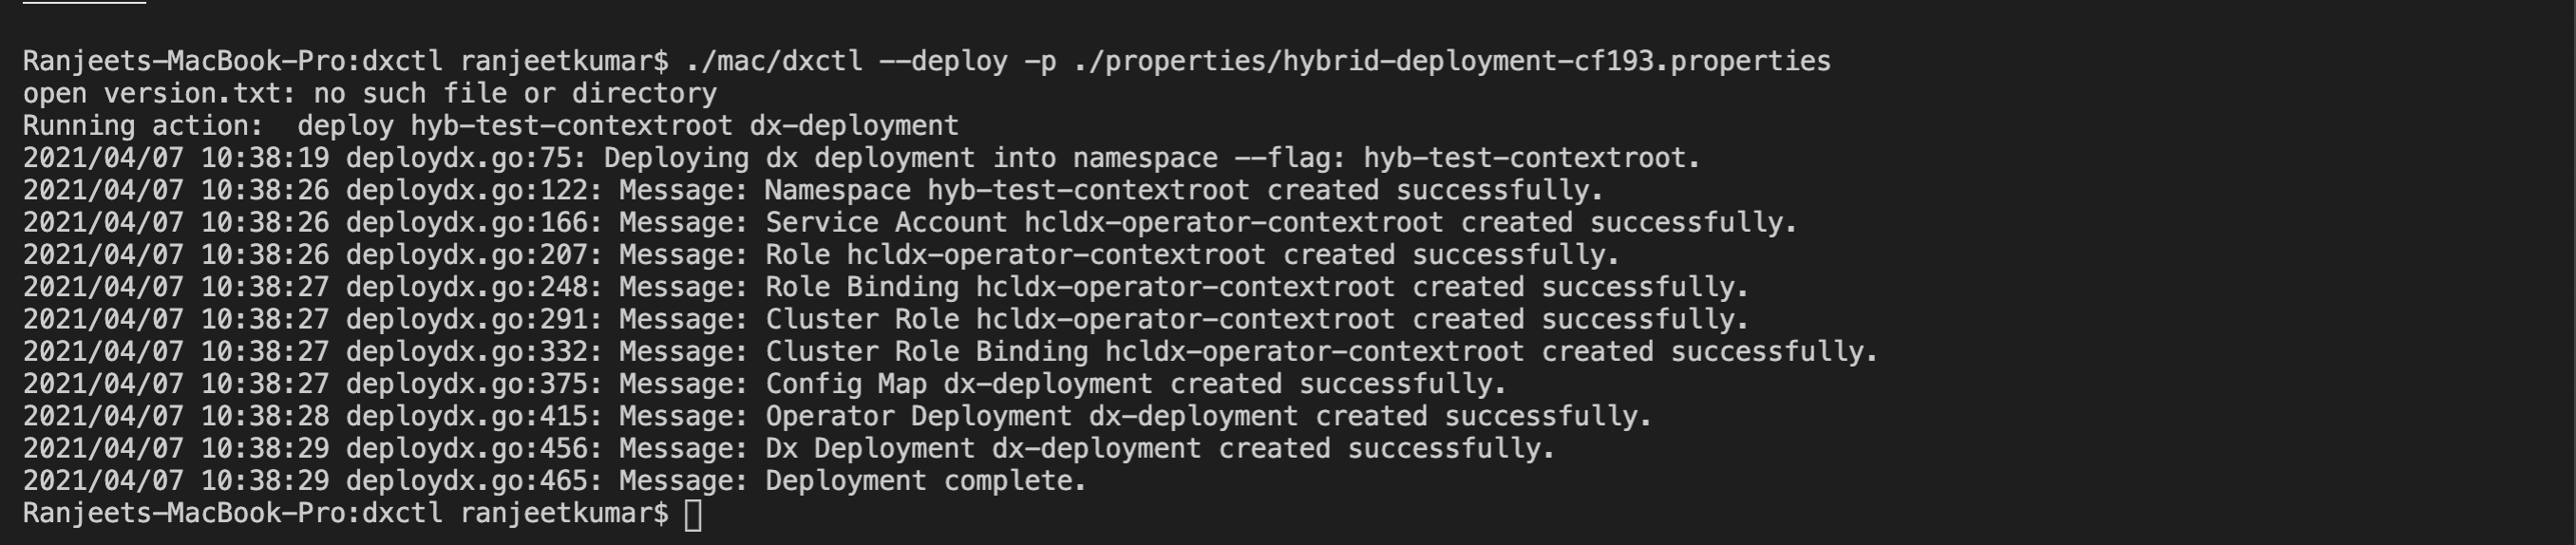 Ranjeets-MacBook-Pro:dxctl ranjeetkumar$ ./mac/dxctl --deploy -p ./properties/hybrid-deployment-cf193.properties
open version.txt: no such file or directory
Running action:  deploy hyb-test-contextroot dx-deployment
2021/04/07 10:38:19 deploydx.go:75: Deploying dx deployment into namespace --flag: hyb-test-contextroot.
2021/04/07 10:38:26 deploydx.go:122: Message: Namespace hyb-test-contextroot created successfully.
2021/04/07 10:38:26 deploydx.go:166: Message: Service Account hcldx-operator-contextroot created successfully.
2021/04/07 10:38:26 deploydx.go:207: Message: Role hcldx-operator-contextroot created successfully.
2021/04/07 10:38:27 deploydx.go:248: Message: Role Binding hcldx-operator-contextroot created successfully.
2021/04/07 10:38:27 deploydx.go:291: Message: Cluster Role hcldx-operator-contextroot created successfully.
2021/04/07 10:38:27 deploydx.go:332: Message: Cluster Role Binding hcldx-operator-contextroot created successfully.
2021/04/07 10:38:27 deploydx.go:375: Message: Config Map dx-deployment created successfully.
2021/04/07 10:38:28 deploydx.go:415: Message: Operator Deployment dx-deployment created successfully.
2021/04/07 10:38:29 deploydx.go:456: Message: Dx Deployment dx-deployment created successfully.
2021/04/07 10:38:29 deploydx.go:465: Message: Deployment complete.
Ranjeets-MacBook-Pro:dxctl ranjeetkumar$